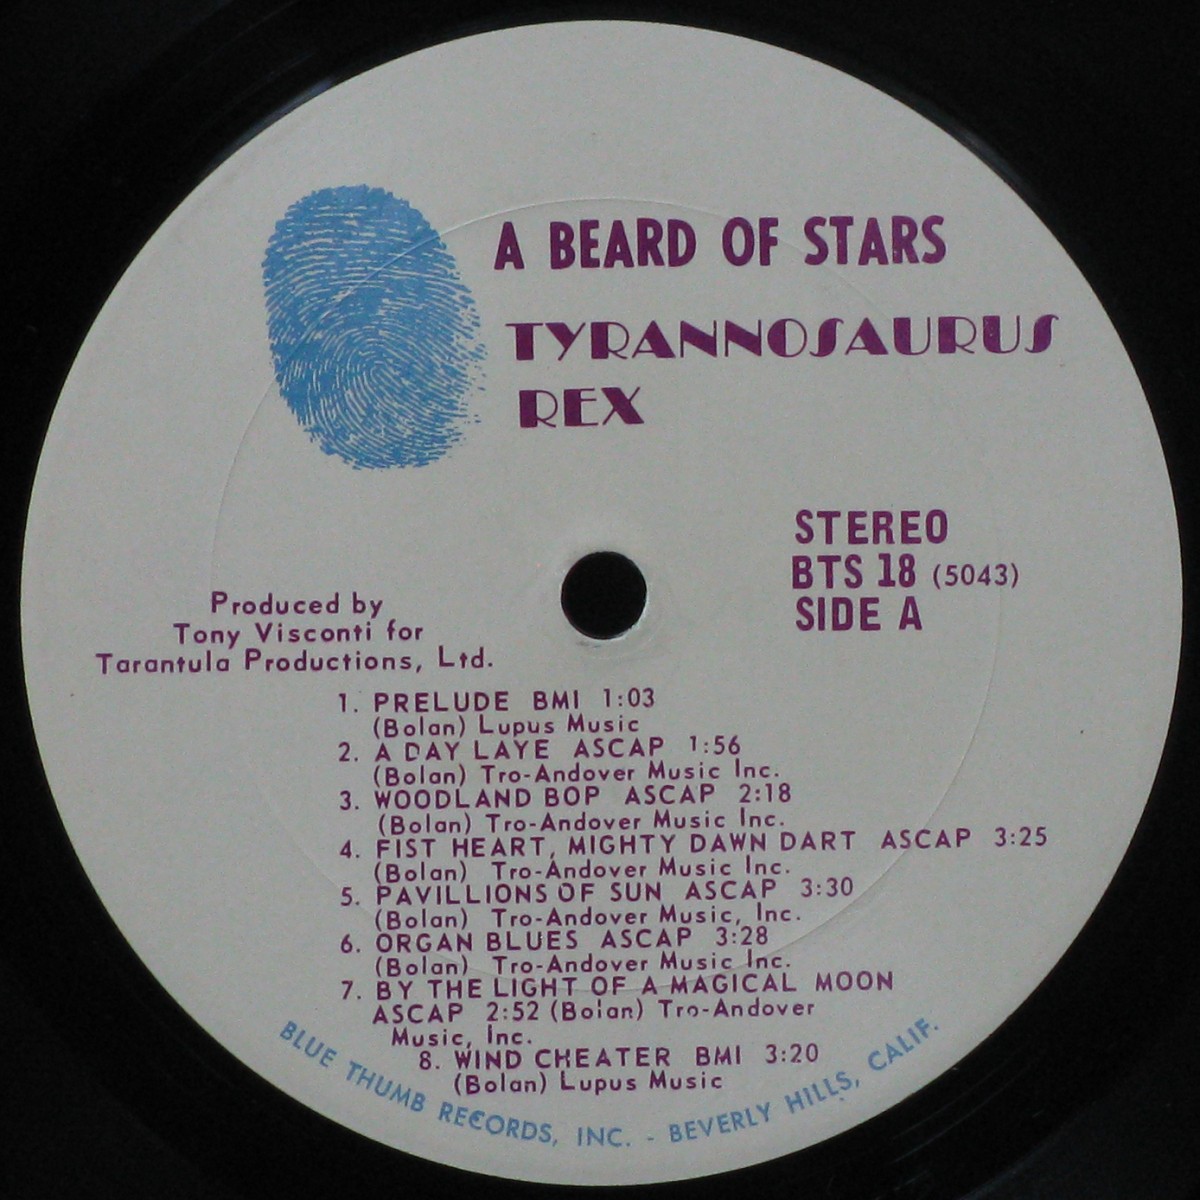 A BEARD OF STARS
TYRANNOSAURUS
REX
STEREO
BTS 18 (5043)
SIDE A
Produced by
Tony Visconti for
Tarantula Productions, Ltd.
1. PRELUDE BMI 1:03
(Bolan) Lupus Music
2. A DAY LAYE ASCAP 1:56
(Bolan) Tro-Andover Music Inc.
3. WOODLAND BOP ASCAP 2:18
(Bolan) Tro-Andover Music Inc.
4. FIST HEART, MIGHTY DAWN DART ASCAP 3:25
(Bolan) Tro-Andover Music Inc.
5. PAVILLIONS OF SUN ASCAP 3:30
(Bolan) Tro-Andover Music, Inc.
6. ORGAN BLUES ASCAP 3:28
(Bolan) Tro-Andover Music Inc.
7. BY THE LIGHT OF A MAGICAL MOON
ASCAP 2:52 (Bolan) Tro-Andover
Music, Inc.
8. WIND CHEATER BMI 3:20
(Bolan) Lupus Music
BLUE THUMB RECORDS, INC. - BEVERLY HILLS, CALIF.